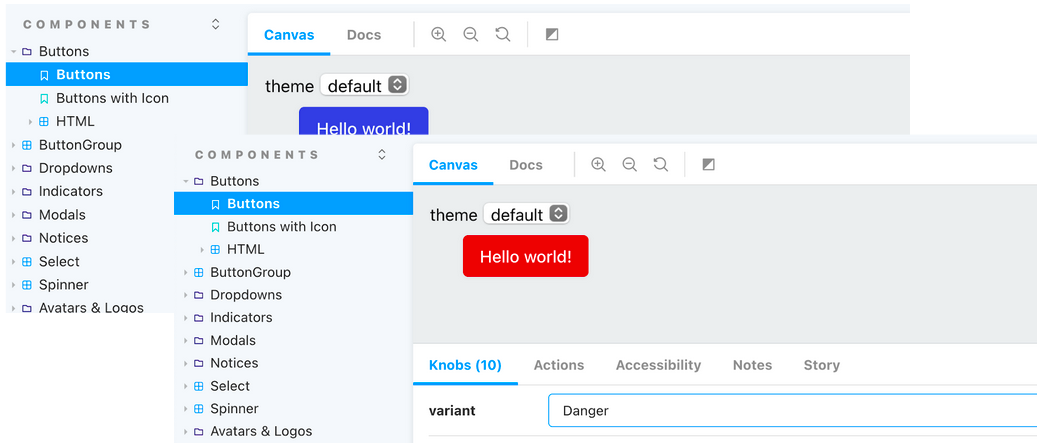 COMPONENTS
Buttons
Buttons
Buttons with Icon
HTML
ButtonGroup
Dropdowns
Indicators
Modals
Notices
Select
Spinner
Avatars & Logos
Canvas Docs
theme default
Hello world!
COMPONENTS
Buttons
Buttons
Buttons with Icon
HTML
ButtonGroup
Dropdowns
Indicators
Modals
Notices
Select
Spinner
Avatars & Logos
Canvas Docs
theme default
Hello world!
Knobs (10) Actions Accessibility Notes Story
variant Danger